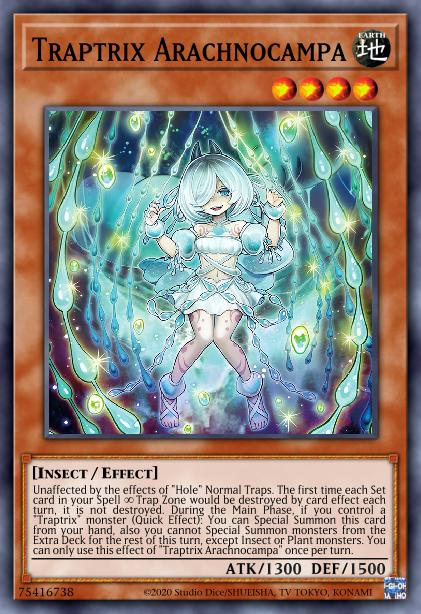 TRAPTRIX ARACHNOCAMPA
EARTH
地
[INSECT / EFFECT]
Unaffected by the effects of "Hole" Normal Traps. The first time each Set
card in your Spell & Trap Zone would be destroyed by card effect each
turn, it is not destroyed. During the Main Phase, if you control a
"Traptrix" monster (Quick Effect): You can Special Summon this card
from your hand, also you cannot Special Summon monsters from the
Extra Deck for the rest of this turn, except Insect or Plant monsters. You
can only use this effect of "Traptrix Arachnocampa" once per turn.
ATK/1300 DEF/1500
75416738
©2020 Studio Dice/SHUEISHA, TV TOKYO, KONAMI